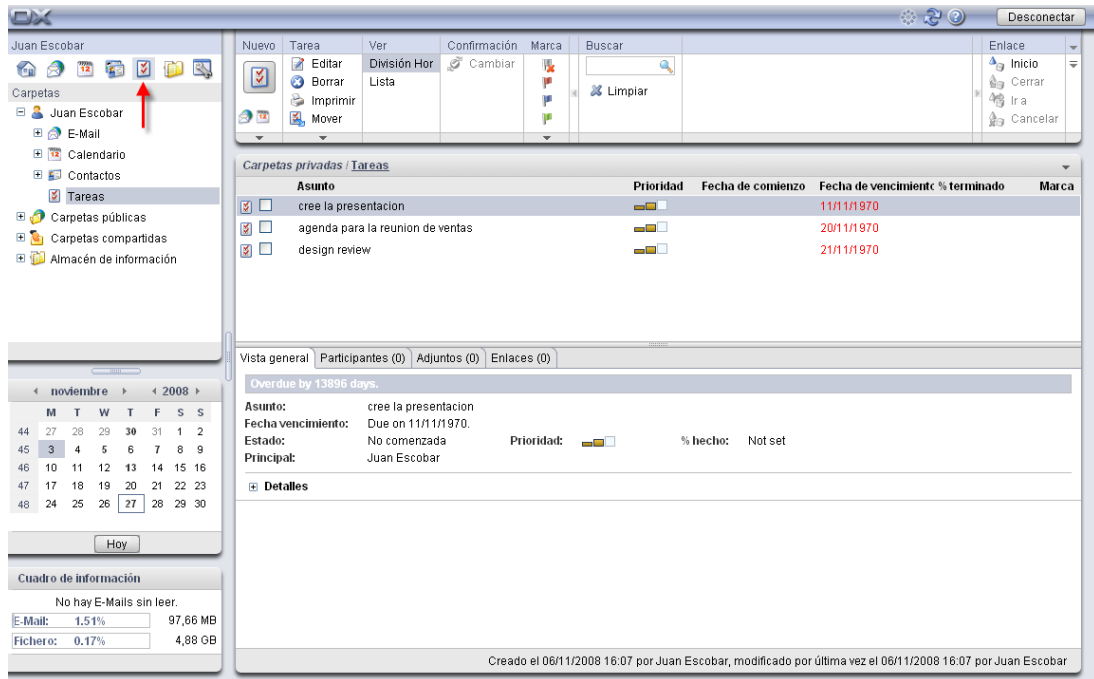 OX
Desconectar
Juan Escobar
Carpetas
Juan Escobar
E-Mail
12 Calendario
Contactos
Tareas
Carpetas públicas
Carpetas compartidas
Almacén de información
noviembre 2008
M T W T F S S
44 27 28 29 30 31 1 2
45 3 4 5 6 7 8 9
46 10 11 12 13 14 15 16
47 17 18 19 20 21 22 23
48 24 25 26 27 28 29 30
Hoy
Cuadro de información
No hay E-Mails sin leer.
E-Mail: 1.51% 97,66 MB
Fichero: 0.17% 4,88 GB
Nuevo Tarea Ver Confirmación Marca Buscar Enlace
Editar División Hor Cambiar Inicio
Borrar Lista Limpiar Cerrar
Imprimir Ir a
Mover Cancelar
Carpetas privadas / Tareas
Asunto Prioridad Fecha de comienzo Fecha de vencimientc % terminado Marca
cree la presentacion 11/11/1970
agenda para la reunion de ventas 20/11/1970
design review 21/11/1970
Vista general Participantes (0) Adjuntos (0) Enlaces (0)
Overdue by 13896 days.
Asunto: cree la presentacion
Fecha vencimiento: Due on 11/11/1970.
Estado: No comenzada Prioridad: % hecho: Not set
Principal: Juan Escobar
Detalles
Creado el 06/11/2008 16:07 por Juan Escobar, modificado por última vez el 06/11/2008 16:07 por Juan Escobar